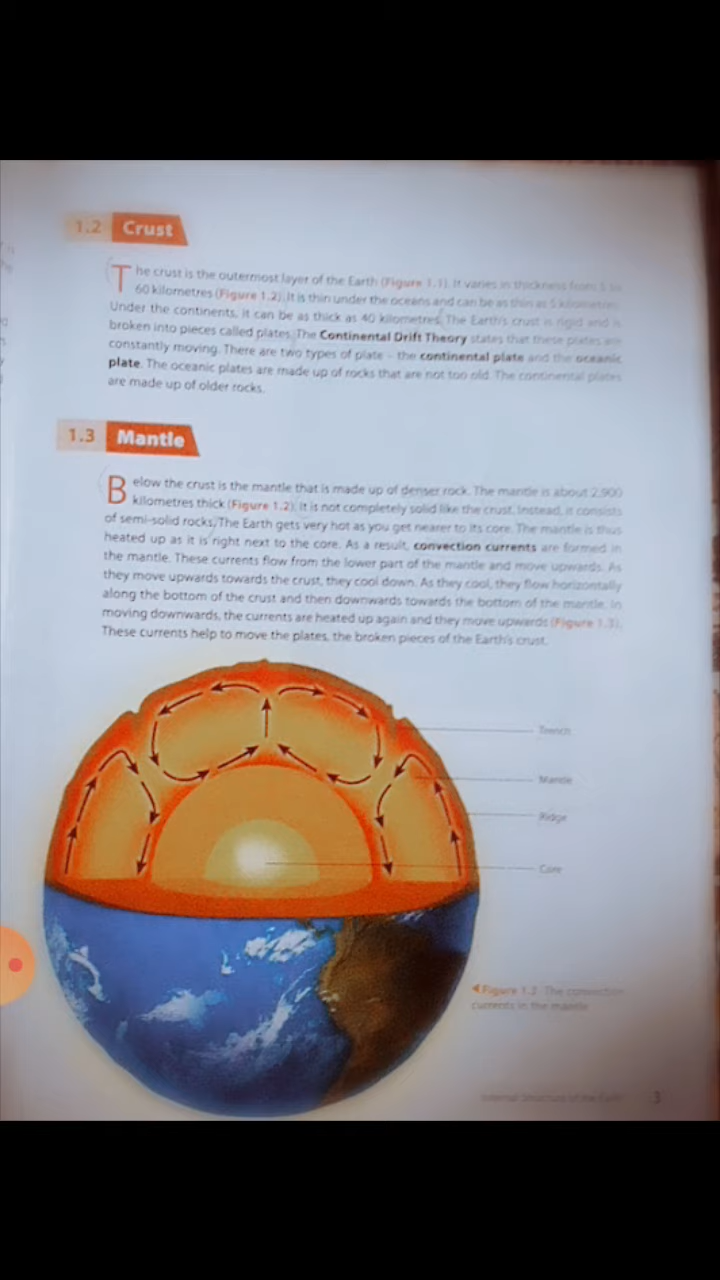 1.2 Crust
The crust is the outermost layer of the Earth (Figure 1.1). It varies in thickness from 5 to
60 kilometres (Figure 1.2). It is thin under the oceans and can be as thin as 5 kilometres.
Under the continents, it can be as thick as 40 kilometres. The Earth's crust is rigid and is
broken into pieces called plates. The Continental Drift Theory states that these plates are
constantly moving. There are two types of plate – the continental plate and the oceanic
plate. The oceanic plates are made up of rocks that are not too old. The continental plates
are made up of older rocks.
1.3 Mantle
Below the crust is the mantle that is made up of denser rock. The mantle is about 2,900
kilometres thick (Figure 1.2). It is not completely solid like the crust. Instead, it consists
of semi-solid rocks. The Earth gets very hot as you get nearer to its core. The mantle is thus
heated up as it is right next to the core. As a result, convection currents are formed in
the mantle. These currents flow from the lower part of the mantle and move upwards. As
they move upwards towards the crust, they cool down. As they cool, they flow horizontally
along the bottom of the crust and then downwards towards the bottom of the mantle. In
moving downwards, the currents are heated up again and they move upwards (Figure 1.3).
These currents help to move the plates, the broken pieces of the Earth's crust.
Trench
Mantle
Ridge
Core
Figure 1.3 The convection
currents in the mantle
Internal Structure of the Earth 3